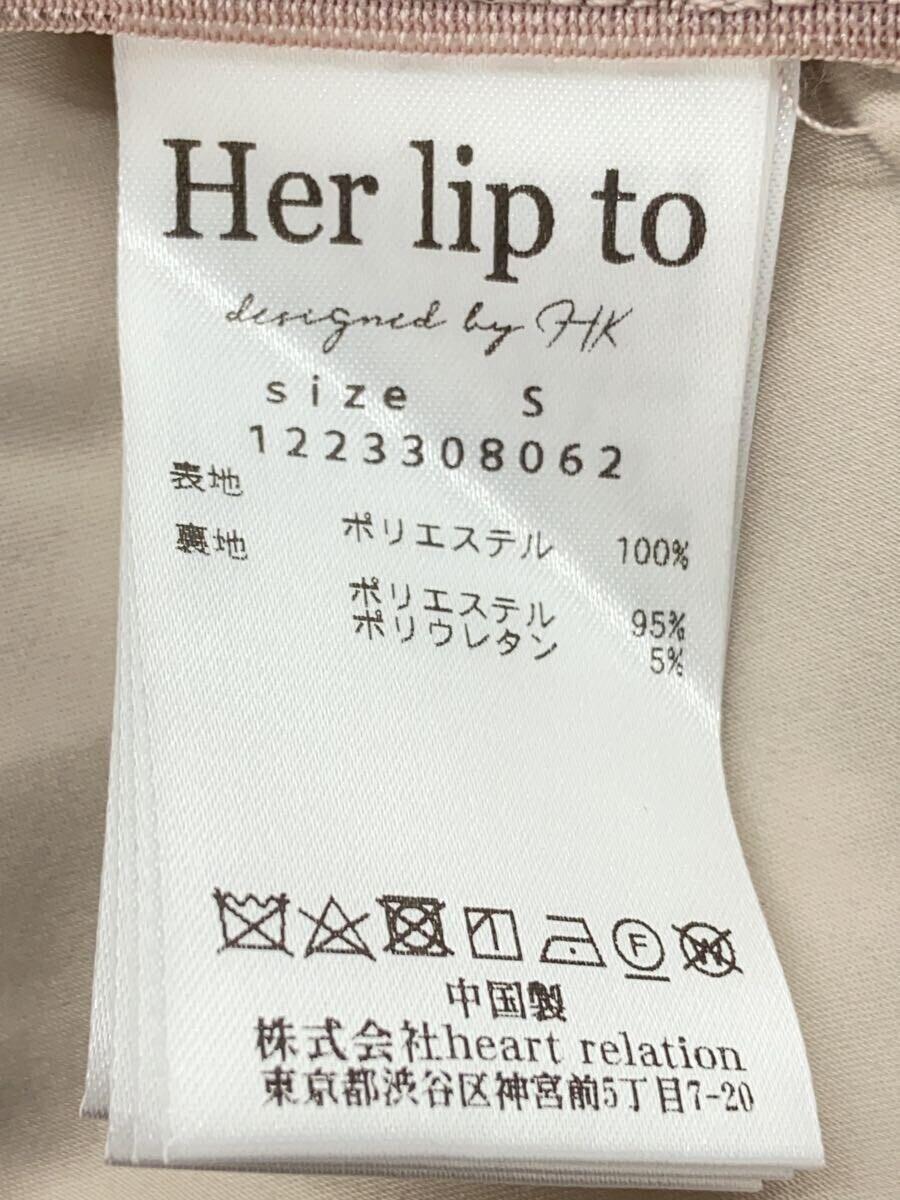 Her lip to
designed by HK
size S
1223308062
表地
ポリエステル 100%
裏地
ポリエステル 95%
ポリウレタン 5%
F
W
中国製
株式会社heart relation
東京都渋谷区神宮前5丁目7-20